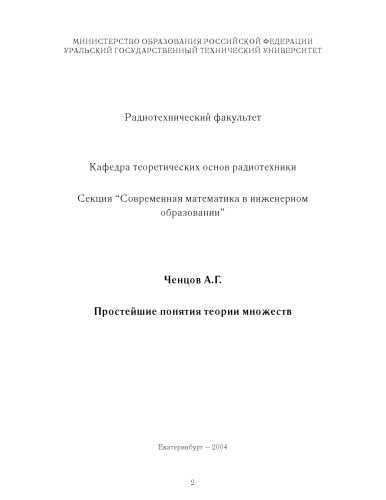 МИНИСТЕРСТВО ОБРАЗОВАНИЯ РОССИЙСКОЙ ФЕДЕРАЦИИ
УРАЛЬСКИЙ ГОСУДАРСТВЕННЫЙ ТЕХНИЧЕСКИЙ УНИВЕРСИТЕТ
Радиотехнический факультет
Кафедра теоретических основ радиотехники
Секция “Современная математика в инженерном
образовании”
Ченцов А.Г.
Простейшие понятия теории множеств
Екатеринбург – 2004
2